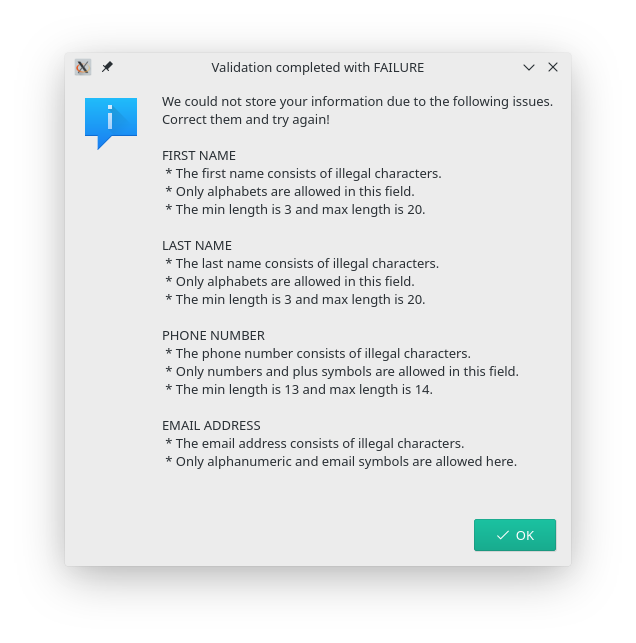 Validation completed with FAILURE
We could not store your information due to the following issues.
Correct them and try again!
FIRST NAME
* The first name consists of illegal characters.
* Only alphabets are allowed in this field.
* The min length is 3 and max length is 20.
LAST NAME
* The last name consists of illegal characters.
* Only alphabets are allowed in this field.
* The min length is 3 and max length is 20.
PHONE NUMBER
* The phone number consists of illegal characters.
* Only numbers and plus symbols are allowed in this field.
* The min length is 13 and max length is 14.
EMAIL ADDRESS
* The email address consists of illegal characters.
* Only alphanumeric and email symbols are allowed here.
OK